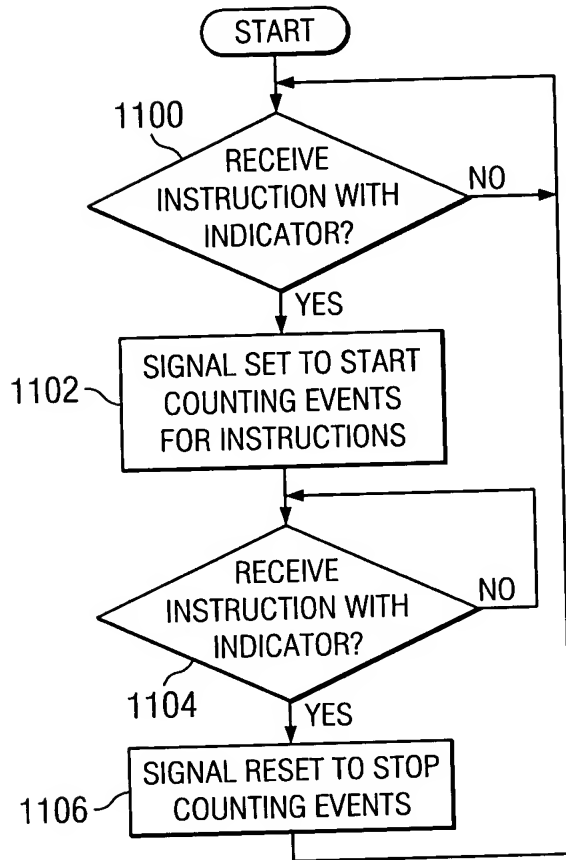 START
1100
RECEIVE
INSTRUCTION WITH
INDICATOR?
NO
YES
1102
SIGNAL SET TO START
COUNTING EVENTS
FOR INSTRUCTIONS
RECEIVE
INSTRUCTION WITH
INDICATOR?
NO
1104
YES
1106
SIGNAL RESET TO STOP
COUNTING EVENTS